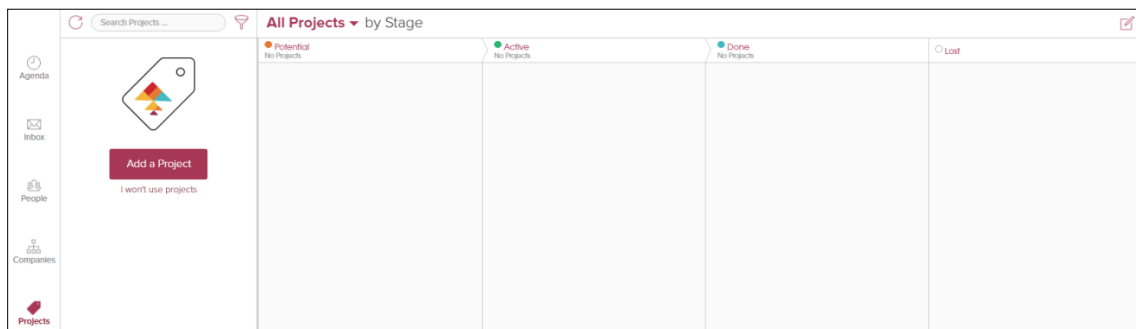 Search Projects ...
All Projects by Stage
Agenda
Inbox
People
Companies
Projects
Add a Project
I won't use projects
Potential
No Projects
Active
No Projects
Done
No Projects
Lost